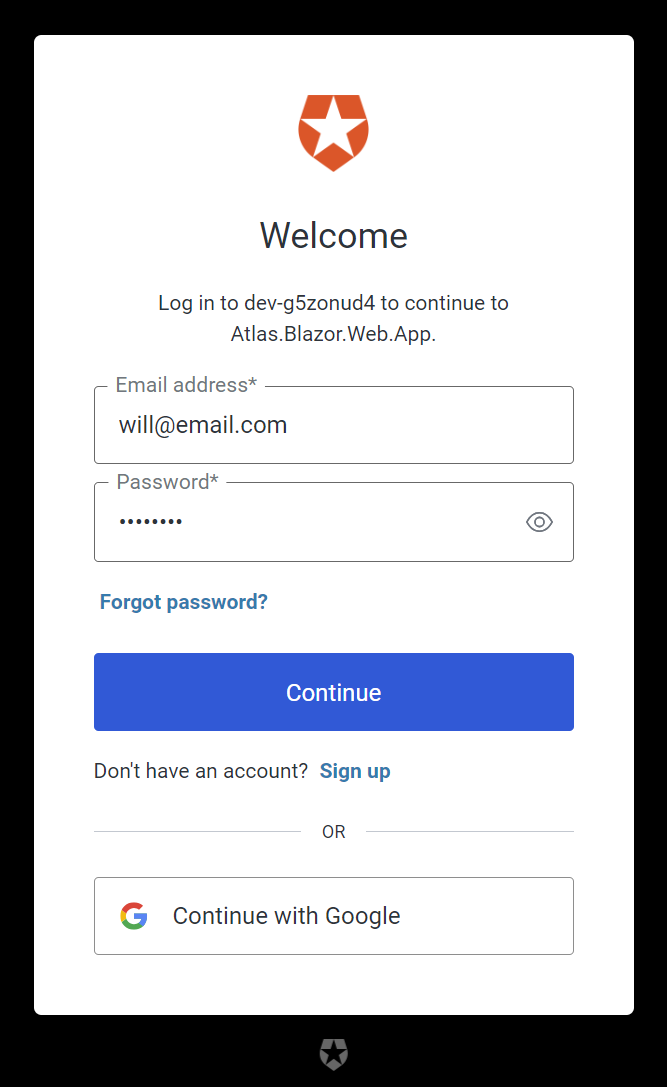 Welcome
Log in to dev-g5zonud4 to continue to
Atlas.Blazor.Web.App.
Email address*
will@email.com
Password*
••••••••
Forgot password?
Continue
Don't have an account? Sign up
OR
Continue with Google